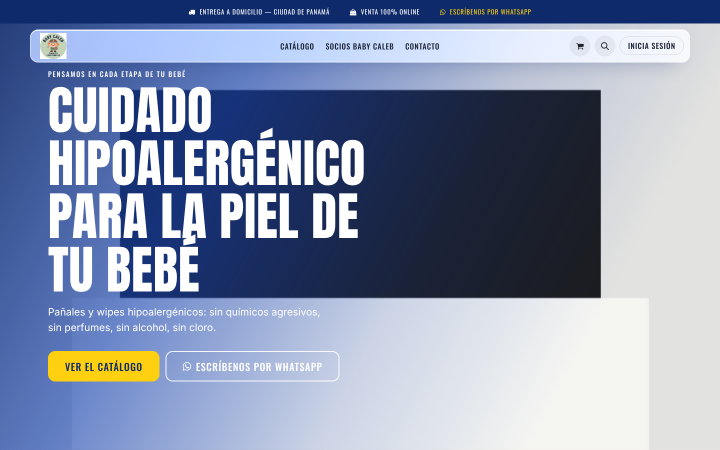 ENTREGA A DOMICILIO — CIUDAD DE PANAMÁ
VENTA 100% ONLINE
ESCRÍBENOS POR WHATSAPP
BABY CALEB
CATÁLOGO
SOCIOS BABY CALEB
CONTACTO
INICIA SESIÓN
PENSAMOS EN CADA ETAPA DE TU BEBÉ
CUIDADO
HIPOALERGÉNICO
PARA LA PIEL DE
TU BEBÉ
Pañales y wipes hipoalergénicos: sin químicos agresivos,
sin perfumes, sin alcohol, sin cloro.
VER EL CATÁLOGO
ESCRÍBENOS POR WHATSAPP